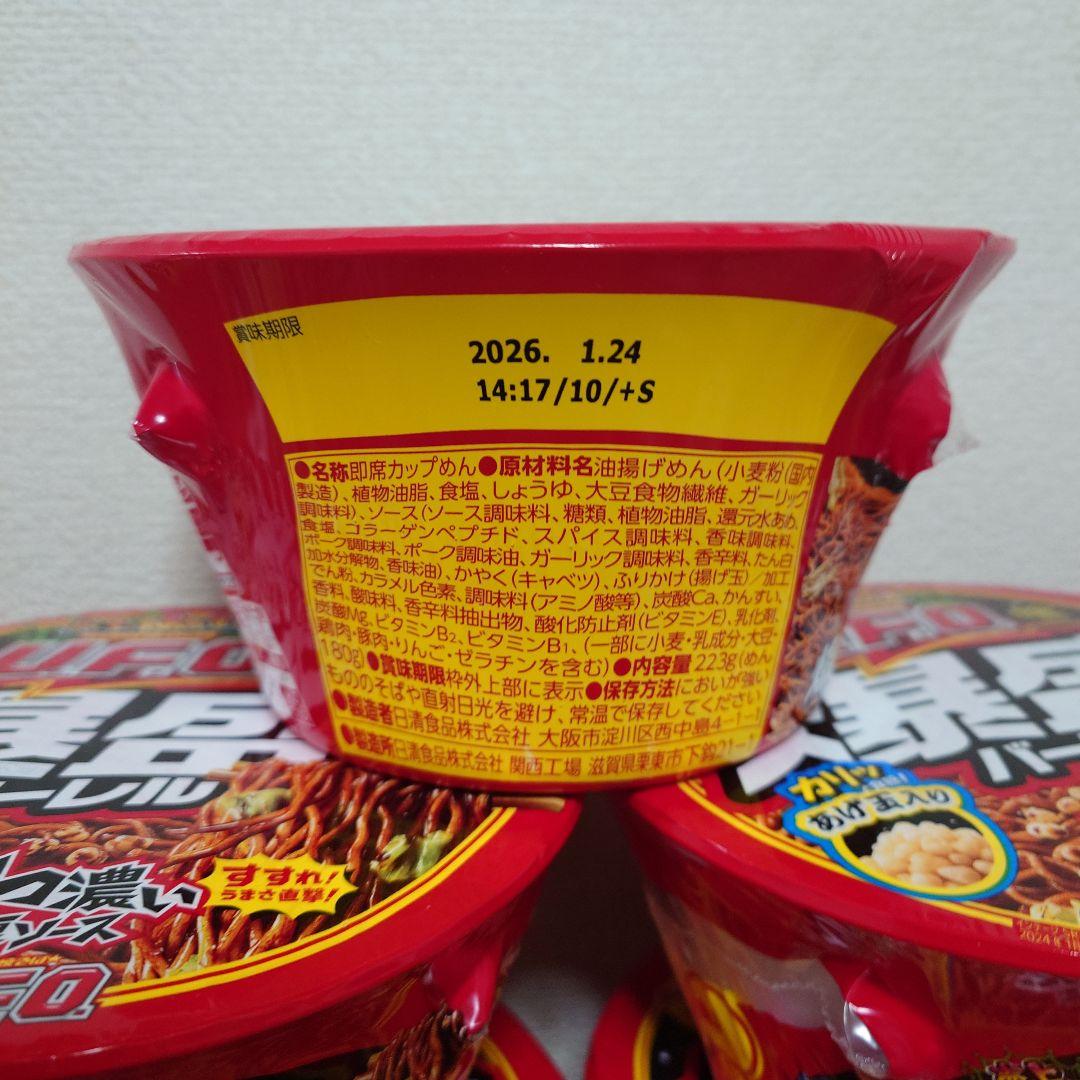 賞味期限
2026. 1.24
14:17/10/+S
●名称即席カップめん●原材料名油揚げめん(小麦粉(国内
製造)、植物油脂、食塩、しょうゆ、大豆食物繊維、ガーリック
調味料)、ソース(ソース調味料、糖類、植物油脂、還元水あめ、
食塩、コラーゲンペプチド、スパイス調味料、香味調味料、
ポーク調味料、ポーク調味油、ガーリック調味料、香辛料、たん白
加水分解物、香味油)、かやく(キャベツ)、ふりかけ(揚げ玉)/加工
でん粉、カラメル色素、調味料(アミノ酸等)、炭酸Ca、かんすい、
香料、酸味料、香辛料抽出物、酸化防止剤(ビタミンE)、乳化剤、
炭酸Mg、ビタミンB₂、ビタミンB₁、(一部に小麦・乳成分・大豆・
鶏肉・豚肉・りんご・ゼラチンを含む)●内容量223g(めん
180g)●賞味期限枠外上部に表示●保存方法においが強い
もののそばや直射日光を避け、常温で保存してください
●製造者日清食品株式会社 大阪市淀川区西中島4-1-1
●製造所日清食品株式会社 関西工場 滋賀県栗東市下鈎21-1
U.F.O.
爆盛
バレル
濃い
ソース
すすれ!
うまさ直撃!
U.F.O.
爆盛
バー
カリッ
あげ玉入り